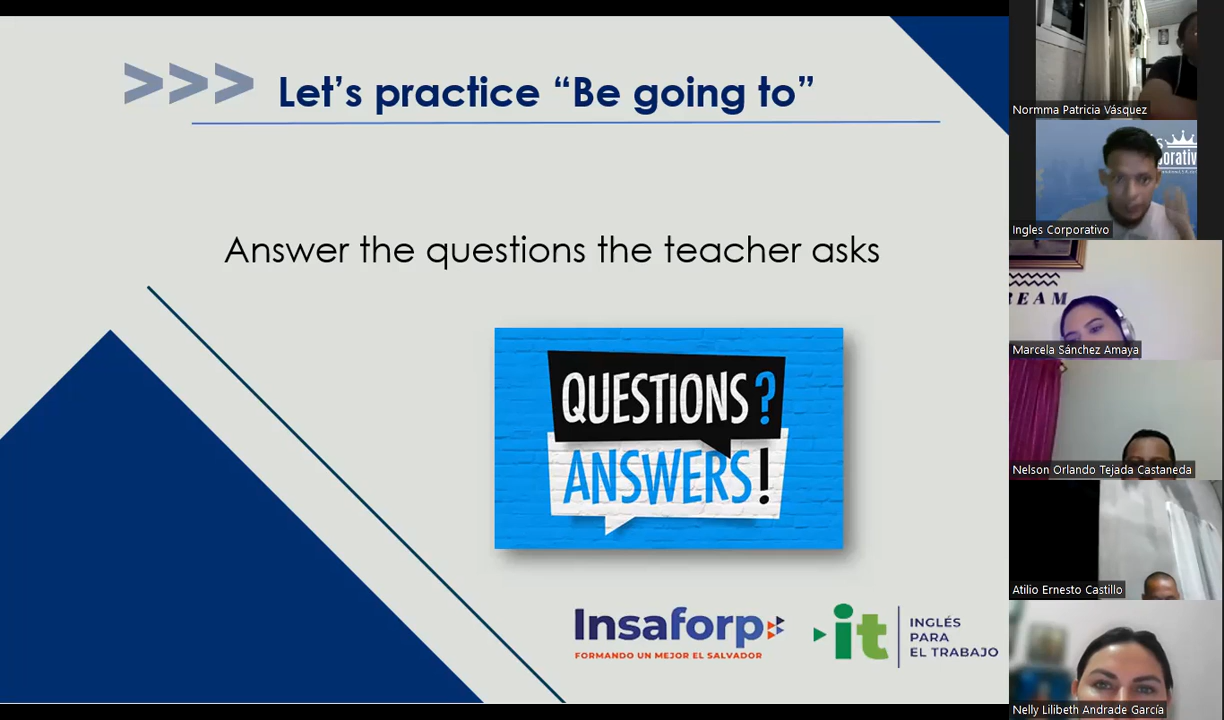 >>> Let's practice “Be going to”
Answer the questions the teacher asks
QUESTIONS?
ANSWERS!
Insaforp
FORMANDO UN MEJOR EL SALVADOR
it
INGLÉS
PARA
EL TRABAJO
Normma Patricia Vásquez
Ingles Corporativo
Marcela Sánchez Amaya
REAM
Nelson Orlando Tejada Castaneda
Atilio Ernesto Castillo
Nelly Lilibeth Andrade García